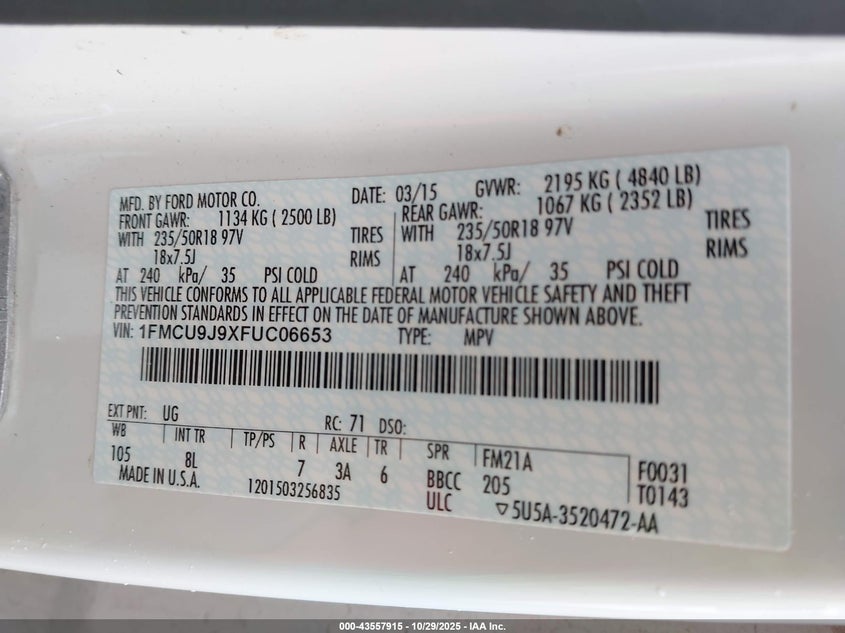 MFD. BY FORD MOTOR CO. DATE: 03/15 GVWR: 2195 KG ( 4840 LB)
FRONT GAWR: 1134 KG ( 2500 LB) REAR GAWR: 1067 KG ( 2352 LB)
WITH 235/50R18 97V TIRES WITH 235/50R18 97V TIRES
18x7.5J RIMS 18x7.5J RIMS
AT 240 kPa/ 35 PSI COLD AT 240 kPa/ 35 PSI COLD
THIS VEHICLE CONFORMS TO ALL APPLICABLE FEDERAL MOTOR VEHICLE SAFETY AND THEFT
PREVENTION STANDARDS IN EFFECT ON THE DATE OF MANUFACTURE SHOWN ABOVE.
VIN: 1FMCU9J9XFUC06653 TYPE: MPV
EXT PNT: UG RC: 71 DSO:
WB INT TR TP/PS R AXLE TR SPR FM21A F0031
105 8L 7 3A 6 BBCC 205 T0143
MADE IN U.S.A. 1201503256835 ULC ▽5U5A-3520472-AA
000-43557915 - 10/29/2025 - IAA Inc.